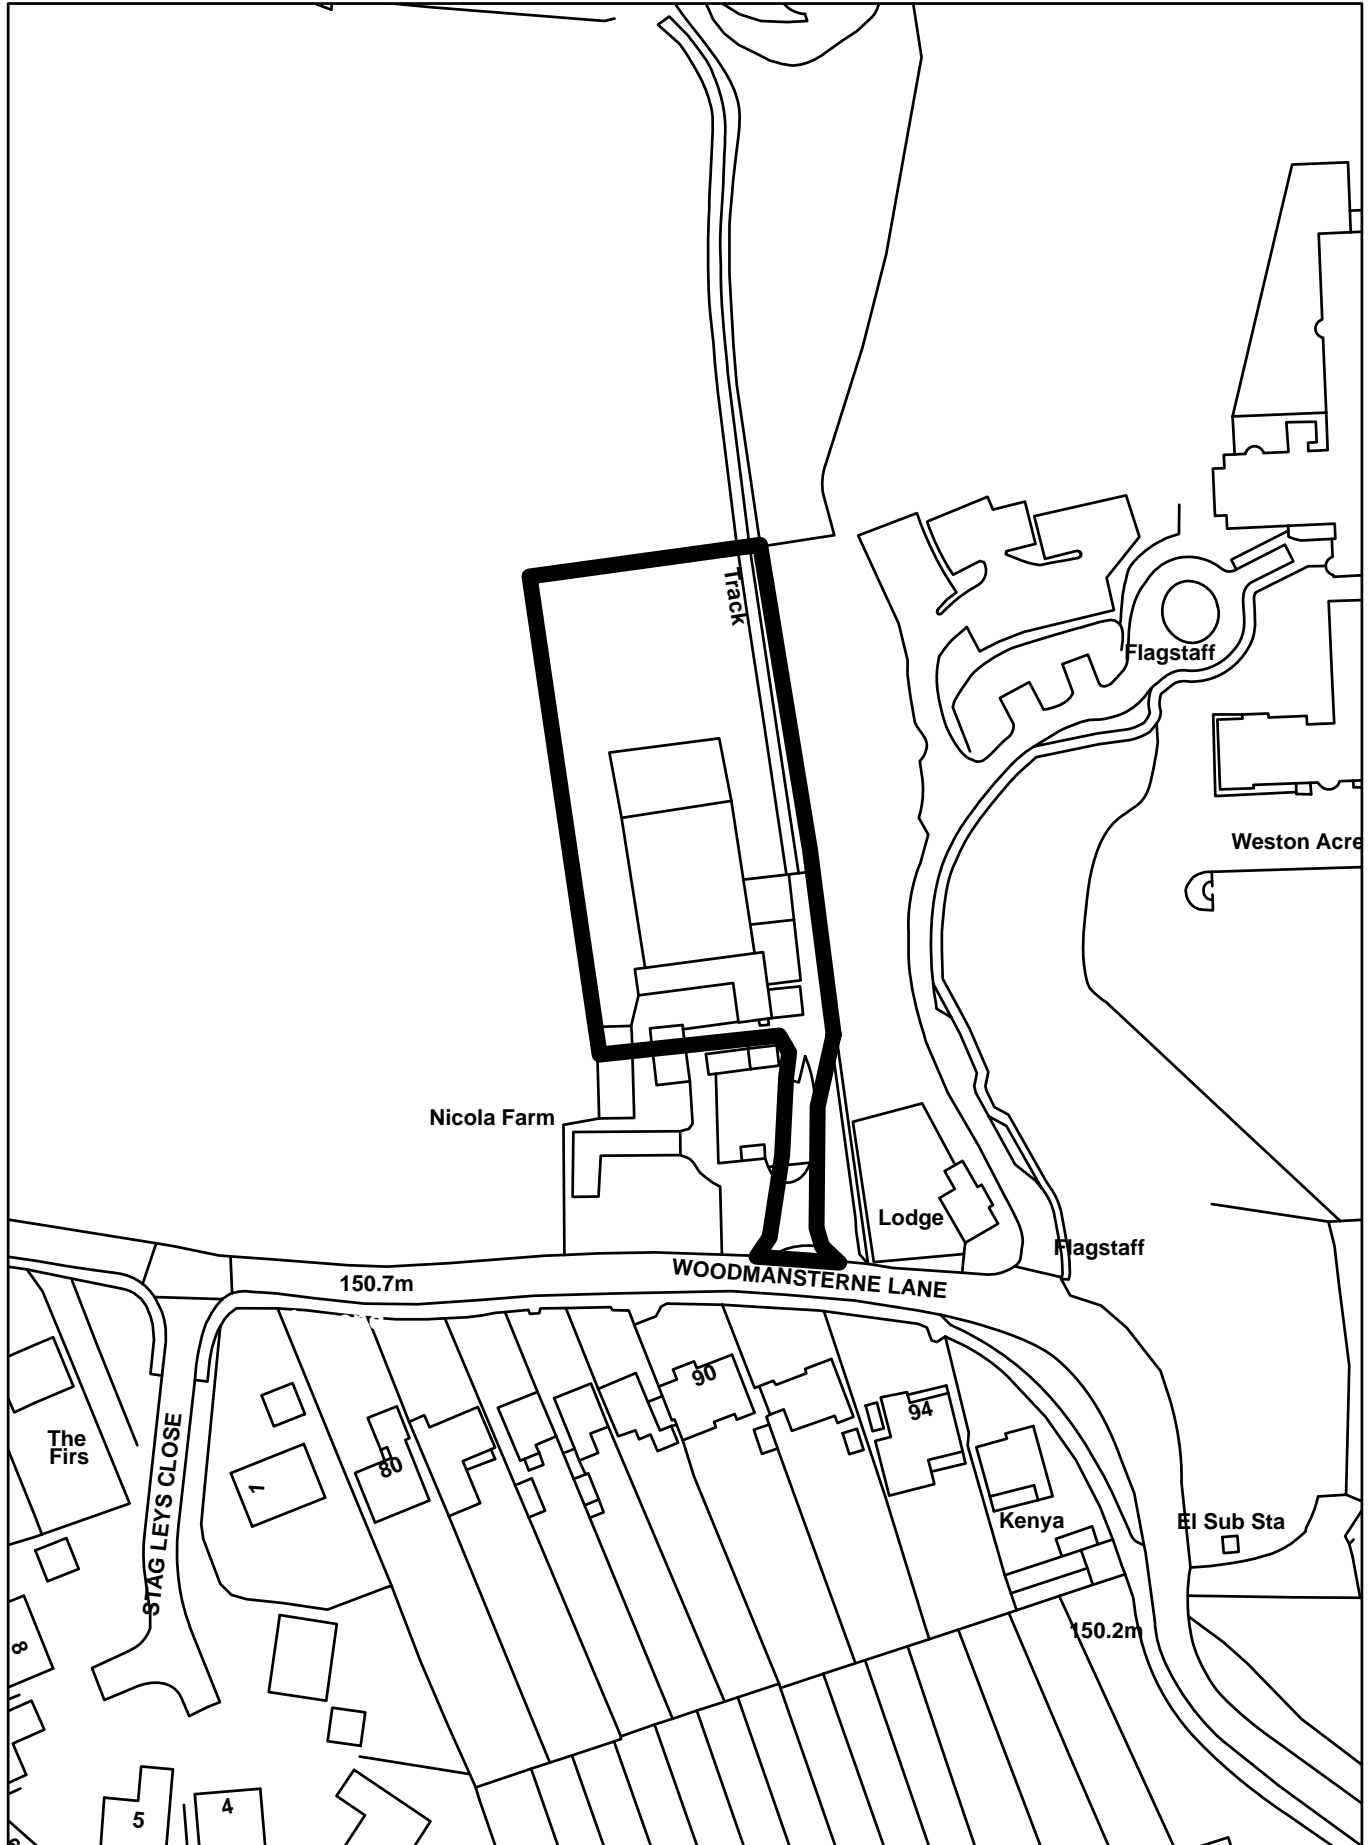 Track
Flagstaff
Weston Acre
Nicola Farm
Lodge
Flagstaff
WOODMANSTERNE LANE
150.7m
90
94
The
Firs
80
1
STAG LEYS CLOSE
Kenya
El Sub Sta
150.2m
8
5
4